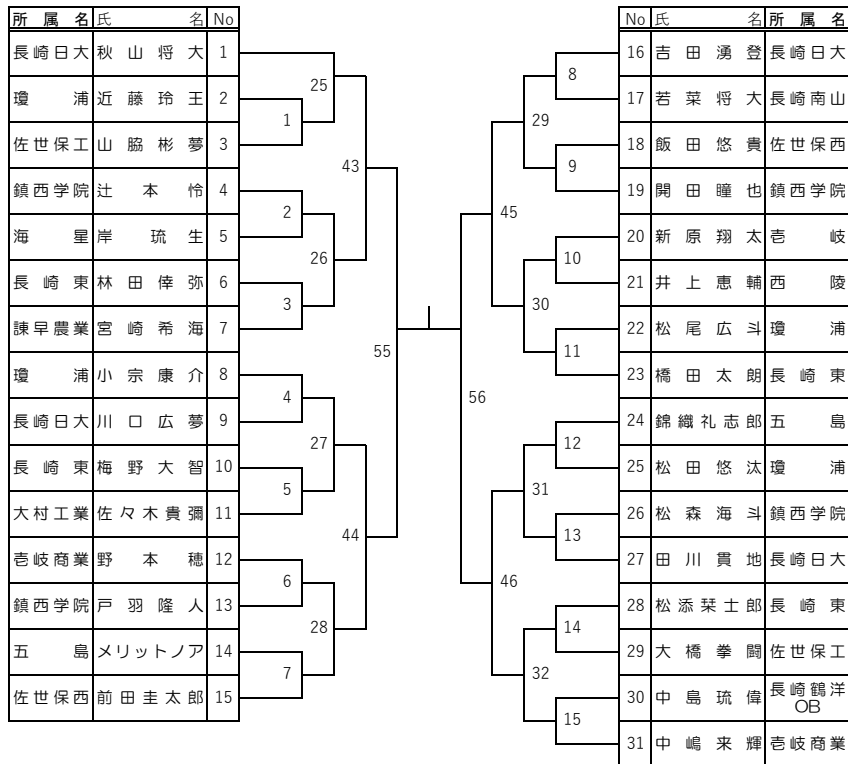 所属名 氏名 No
長崎日大 秋山将大 1
瓊浦 近藤玲王 2
佐世保工 山脇彬夢 3
鎮西学院 辻本怜 4
海星 岸琉生 5
長崎東 林田倖弥 6
諫早農業 宮崎希海 7
瓊浦 小宗康介 8
長崎日大 川口広夢 9
長崎東 梅野大智 10
大村工業 佐々木貴彌 11
壱岐商業 野本穂 12
鎮西学院 戸羽隆人 13
五島 メリットノア 14
佐世保西 前田圭太郎 15
25
1
43
2
26
3
55
4
27
5
44
6
28
7
8
29
9
45
10
30
11
56
12
31
13
46
14
32
15
No 氏名 所属名
16 吉田湧登 長崎日大
17 若菜将大 長崎南山
18 飯田悠貴 佐世保西
19 開田瞳也 鎮西学院
20 新原翔太 壱岐
21 井上恵輔 西陵
22 松尾広斗 瓊浦
23 橋田太朗 長崎東
24 錦織礼志郎 五島
25 松田悠汰 瓊浦
26 松森海斗 鎮西学院
27 田川貫地 長崎日大
28 松添琹士郎 長崎東
29 大橋拳闘 佐世保工
30 中島琉偉 長崎鶴洋
OB
31 中嶋来輝 壱岐商業